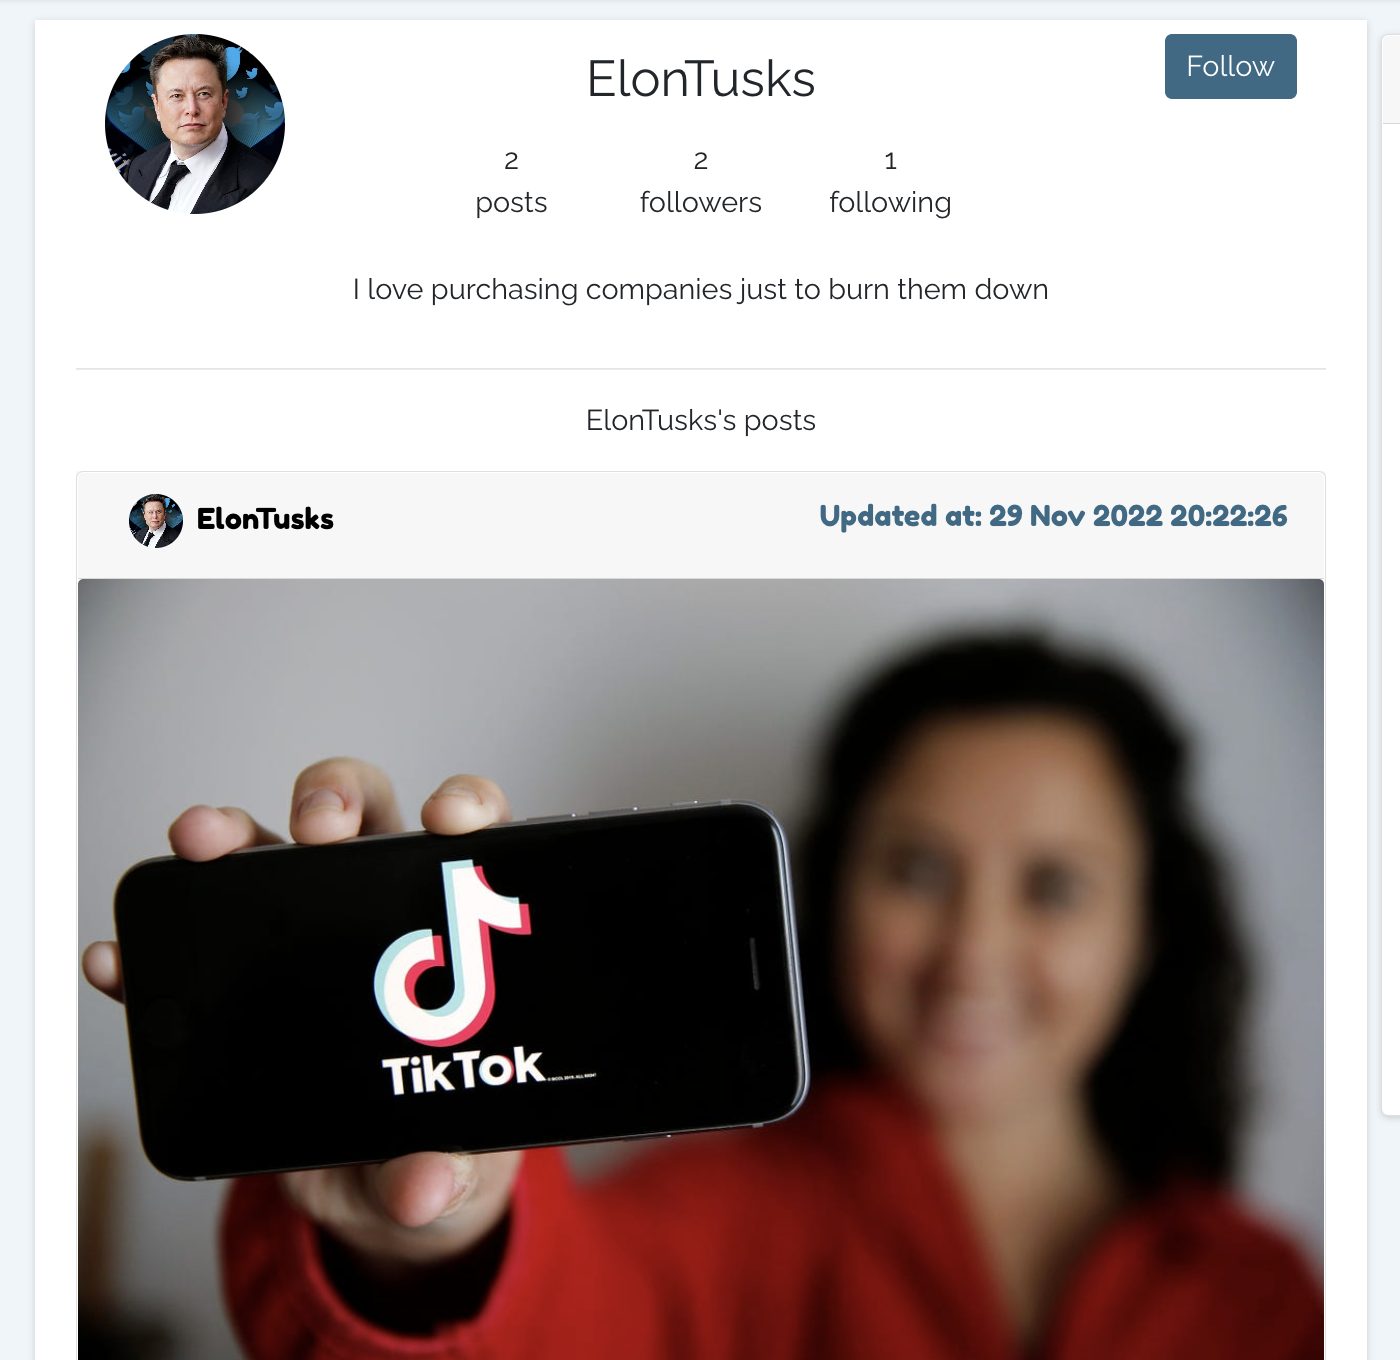 ElonTusks
Follow
2
posts
2
followers
1
following
I love purchasing companies just to burn them down
ElonTusks's posts
ElonTusks
Updated at: 29 Nov 2022 20:22:26
TikTok